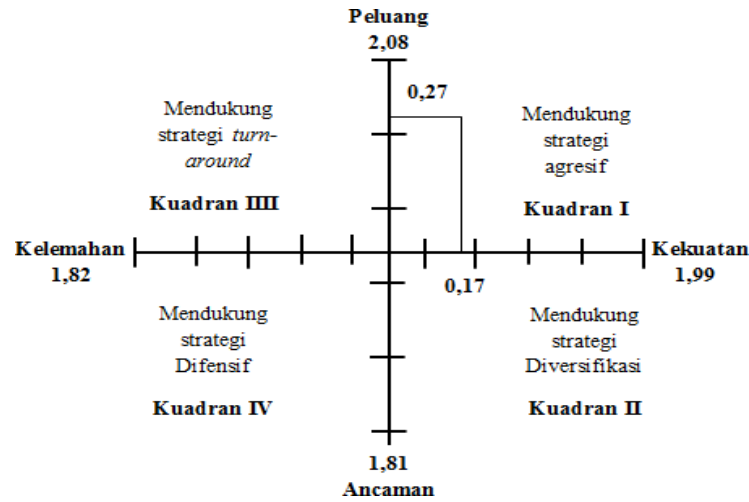 Peluang
2,08
0,27
Mendukung
strategi turn-
around
Kuadran IIII
Mendukung
strategi
agresif
Kuadran I
Kelemahan
1,82
Kekuatan
1,99
0,17
Mendukung
strategi
Difensif
Kuadran IV
Mendukung
strategi
Diversifikasi
Kuadran II
1,81
Ancaman